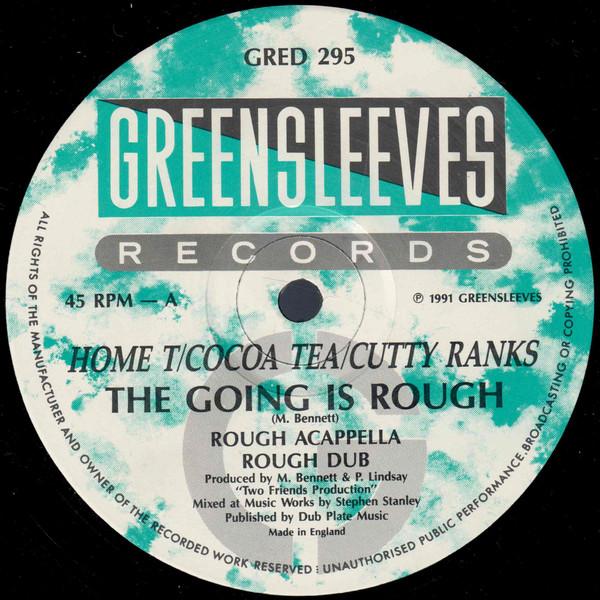 GRED 295
GREENSLEEVES
RECORDS
45 RPM — A
℗ 1991 GREENSLEEVES
HOME T/COCOA TEA/CUTTY RANKS
THE GOING IS ROUGH
(M. Bennett)
ROUGH ACAPPELLA
ROUGH DUB
Produced by M. Bennett & P. Lindsay
"Two Friends Production"
Mixed at Music Works by Stephen Stanley
Published by Dub Plate Music
Made in England
ALL RIGHTS OF THE MANUFACTURER AND OWNER OF THE RECORDED WORK RESERVED : UNAUTHORISED PUBLIC PERFORMANCE. BROADCASTING OR COPYING PROHIBITED